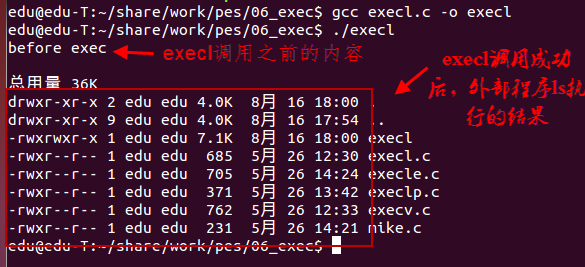 edu@edu-T:~/share/work/pes/06_exec$ gcc execl.c -o execl
edu@edu-T:~/share/work/pes/06_exec$ ./execl
before exec
execl调用之前的内容
总用量 36K
drwxr-xr-x 2 edu edu 4.0K 8月 16 18:00 .
drwxr-xr-x 9 edu edu 4.0K 8月 16 17:54 ..
-rwxrwxr-x 1 edu edu 7.1K 8月 16 18:00 execl
-rwxr--r-- 1 edu edu 685 5月 26 12:30 execl.c
-rwxr--r-- 1 edu edu 705 5月 26 14:24 execle.c
-rwxr--r-- 1 edu edu 371 5月 26 13:42 execlp.c
-rwxr--r-- 1 edu edu 762 5月 26 12:33 execv.c
-rwxr--r-- 1 edu edu 231 5月 26 14:21 mike.c
edu@edu-T:~/share/work/pes/06_exec$
execl调用成功
后，外部程序ls执
行的结果